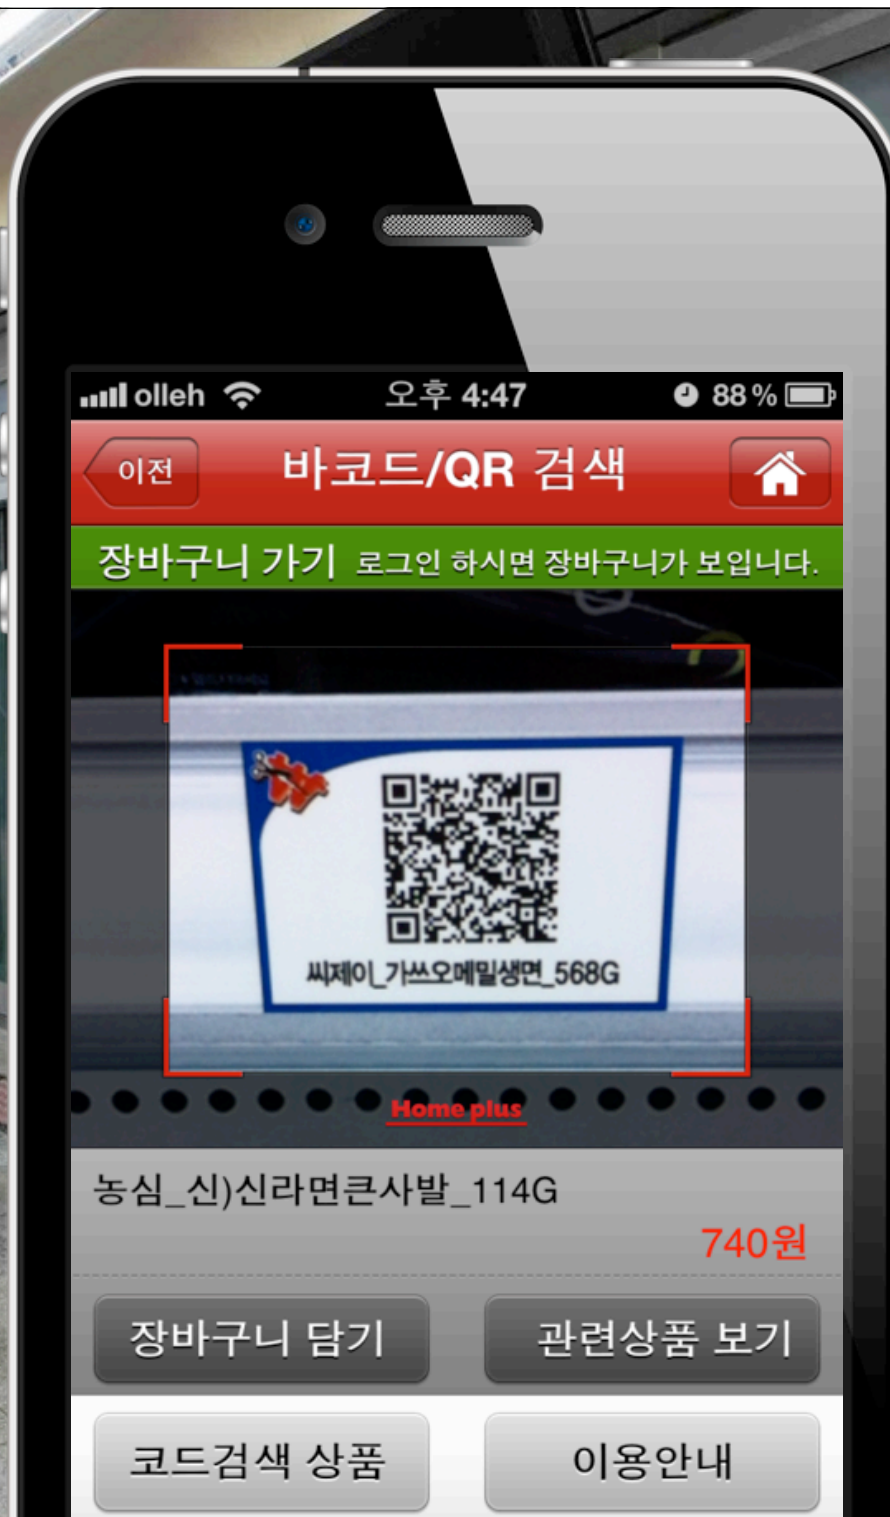 olleh 오후 4:47 88%
이전 바코드/QR 검색
장바구니 가기 로그인 하시면 장바구니가 보입니다.
씨제이_가쓰오메밀생면_568G
Home plus
농심_신)신라면큰사발_114G
740원
장바구니 담기 관련상품 보기
코드검색 상품 이용안내